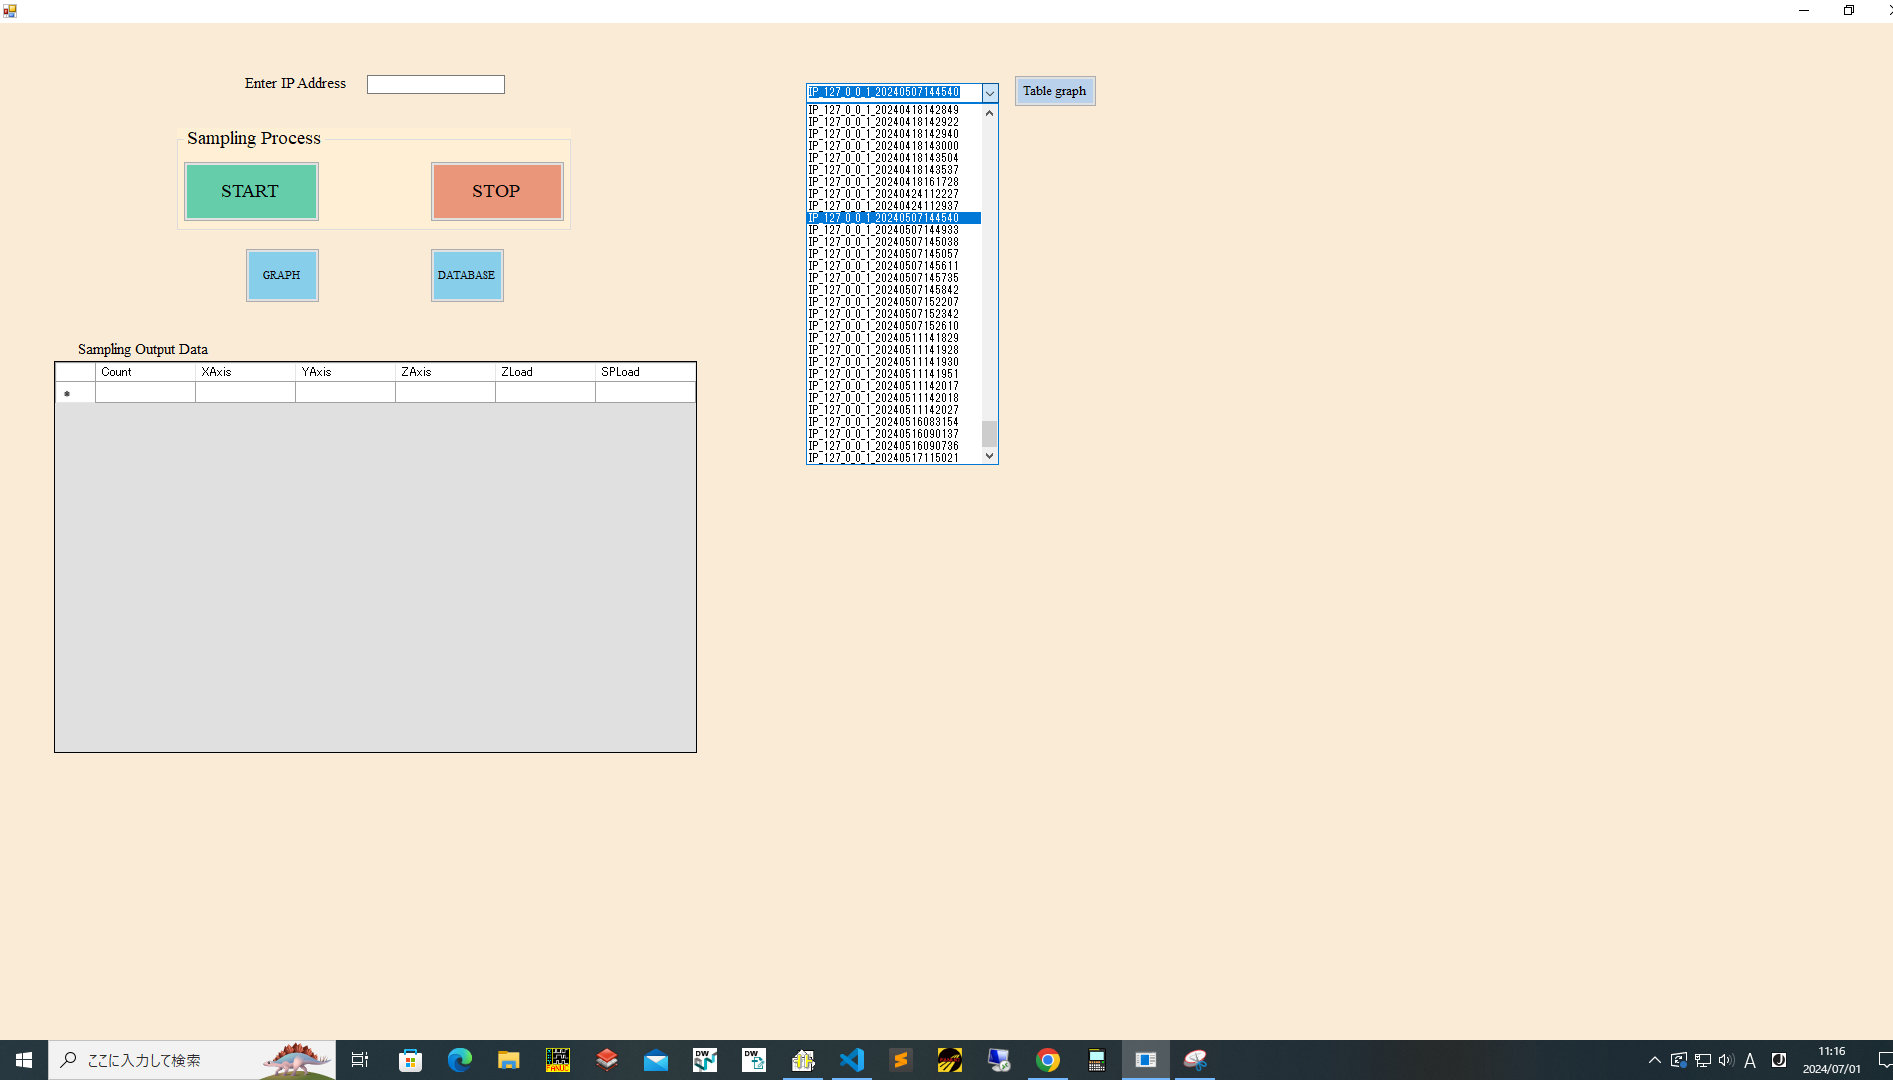 Enter IP Address
Sampling Process
START
STOP
GRAPH
DATABASE
Sampling Output Data
Count XAxis YAxis ZAxis ZLoad SPLoad
IP_127_0_0_1_20240507144540
Table graph
IP_127_0_0_1_20240418142849
IP_127_0_0_1_20240418142922
IP_127_0_0_1_20240418142940
IP_127_0_0_1_20240418143000
IP_127_0_0_1_20240418143504
IP_127_0_0_1_20240418143537
IP_127_0_0_1_20240418161728
IP_127_0_0_1_20240424112227
IP_127_0_0_1_20240424112937
IP_127_0_0_1_20240507144540
IP_127_0_0_1_20240507144933
IP_127_0_0_1_20240507145038
IP_127_0_0_1_20240507145057
IP_127_0_0_1_20240507145611
IP_127_0_0_1_20240507145735
IP_127_0_0_1_20240507145842
IP_127_0_0_1_20240507152207
IP_127_0_0_1_20240507152342
IP_127_0_0_1_20240507152610
IP_127_0_0_1_20240511141829
IP_127_0_0_1_20240511141928
IP_127_0_0_1_20240511141930
IP_127_0_0_1_20240511141951
IP_127_0_0_1_20240511142017
IP_127_0_0_1_20240511142018
IP_127_0_0_1_20240511142027
IP_127_0_0_1_20240516083154
IP_127_0_0_1_20240516090137
IP_127_0_0_1_20240516090736
IP_127_0_0_1_20240517115021
ここに入力して検索
FANUC
DW
DW
A
J
11:16
2024/07/01